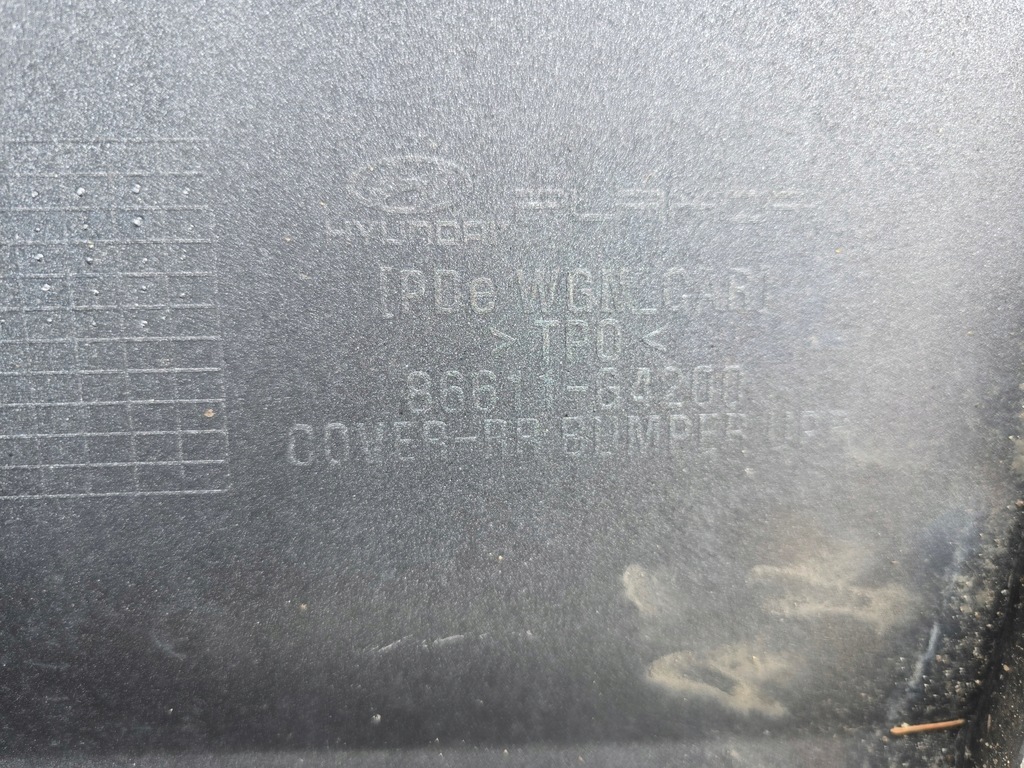 HYUNDAI
[PDe WGN_CAR]
> TPO <
86611-G4200
COVER-RR BUMPER UPR